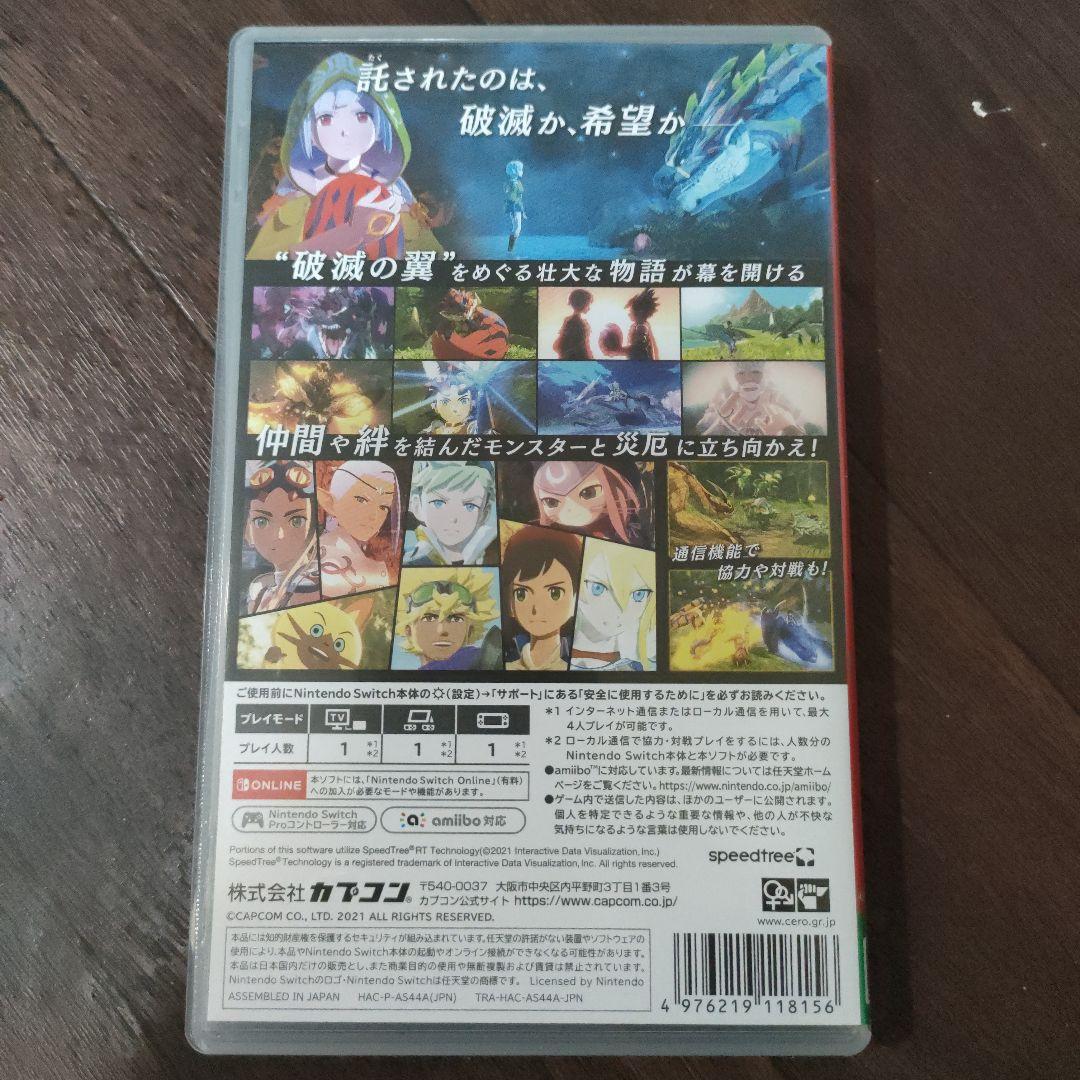 たく
託されたのは、
破滅か、希望か
“破滅の翼”をめぐる壮大な物語が幕を開ける
仲間や絆を結んだモンスターと災厄に立ち向かえ!
通信機能で
協力や対戦も!
ご使用前にNintendo Switch本体の(設定)→「サポート」にある「安全に使用するために」を必ずお読みください。
プレイモード TV
プレイ人数 1 *1 *2 1 *1 *2 1 *1 *2
*1 インターネット通信またはローカル通信を用いて、最大
4人プレイが可能です。
*2 ローカル通信で協力・対戦プレイをするには、人数分の
Nintendo Switch本体と本ソフトが必要です。
●amiibo™に対応しています。最新情報については任天堂ホーム
ページをご覧ください。https://www.nintendo.co.jp/amiibo/
●ゲーム内で送信した内容は、ほかのユーザーに公開されます。
個人を特定できるような重要な情報や、他の人が不快な
気持ちになるような言葉は使用しないでください。
ONLINE 本ソフトには、「Nintendo Switch Online」(有料)
への加入が必要なモードや機能があります。
Nintendo Switch
Proコントローラー対応
amiibo 対応
Portions of this software utilize SpeedTree® RT Technology(©2021 Interactive Data Visualization, Inc.)
SpeedTree® Technology is a registered trademark of Interactive Data Visualization, Inc. All rights reserved.
speedtree
株式会社カプコン® 〒540-0037 大阪市中央区内平野町3丁目1番3号
カプコン公式サイト https://www.capcom.co.jp/
©CAPCOM CO., LTD. 2021 ALL RIGHTS RESERVED.
www.cero.gr.jp
本品には知的財産権を保護するセキュリティが組み込まれています。任天堂の許諾がない装置やソフトウェアの
使用により、本品やNintendo Switch本体の起動やオンライン接続ができなくなる可能性があります。
本品は日本国内だけの販売とし、また商業目的の使用や無断複製および賃貸は禁止されています。
Nintendo Switchのロゴ・Nintendo Switchは任天堂の商標です。 Licensed by Nintendo
ASSEMBLED IN JAPAN HAC-P-AS44A(JPN) TRA-HAC-AS44A-JPN
4 976219 118156